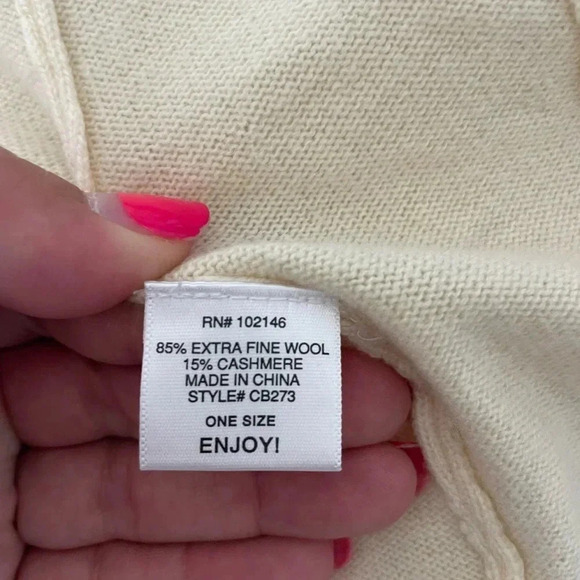 RN# 102146
85% EXTRA FINE WOOL
15% CASHMERE
MADE IN CHINA
STYLE# CB273
ONE SIZE
ENJOY!